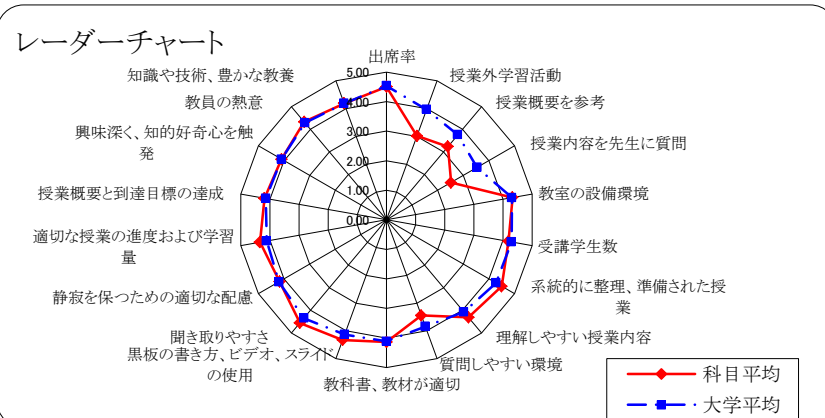 レーダーチャート
出席率
授業外学習活動
授業概要を参考
授業内容を先生に質問
教室の設備環境
受講学生数
系統的に整理、準備された授
業
理解しやすい授業内容
質問しやすい環境
教科書、教材が適切
黒板の書き方、ビデオ、スライド
の使用
聞き取りやすさ
静寂を保つための適切な配慮
適切な授業の進度および学習
量
授業概要と到達目標の達成
興味深く、知的好奇心を触
発
教員の熱意
知識や技術、豊かな教養
5.00
4.00
3.00
2.00
1.00
0.00
科目平均
大学平均